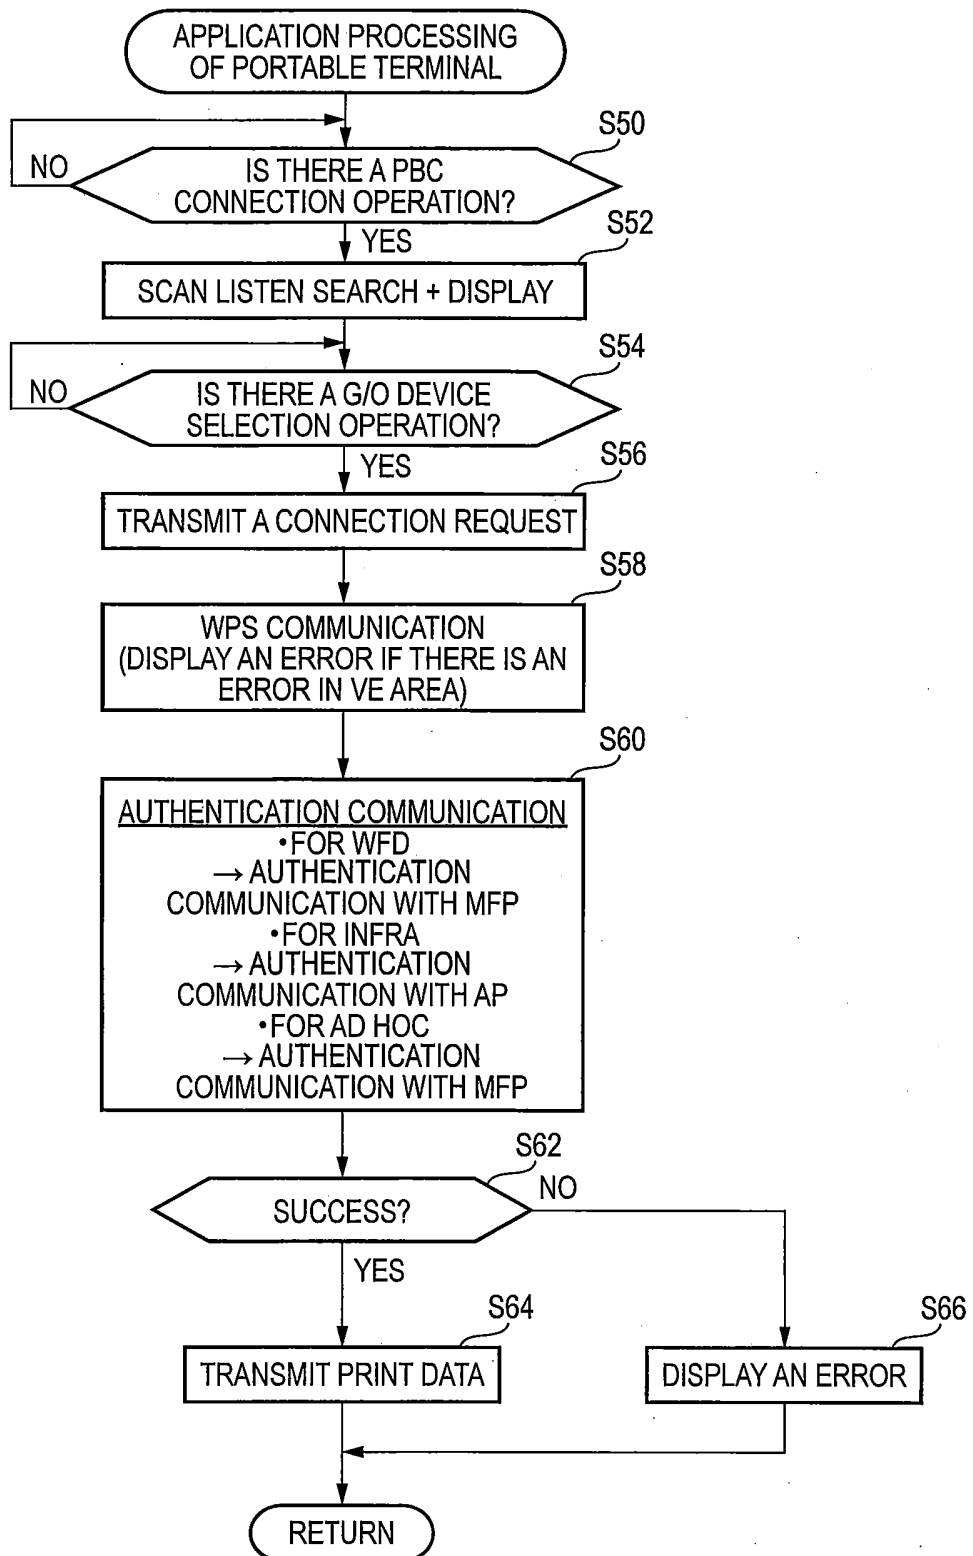 APPLICATION PROCESSING
OF PORTABLE TERMINAL
S50
NO
IS THERE A PBC
CONNECTION OPERATION?
YES
S52
SCAN LISTEN SEARCH + DISPLAY
S54
NO
IS THERE A G/O DEVICE
SELECTION OPERATION?
YES
S56
TRANSMIT A CONNECTION REQUEST
S58
WPS COMMUNICATION
(DISPLAY AN ERROR IF THERE IS AN
ERROR IN VE AREA)
S60
AUTHENTICATION COMMUNICATION
•FOR WFD
→ AUTHENTICATION
COMMUNICATION WITH MFP
•FOR INFRA
→ AUTHENTICATION
COMMUNICATION WITH AP
•FOR AD HOC
→ AUTHENTICATION
COMMUNICATION WITH MFP
S62
SUCCESS?
NO
YES
S64
TRANSMIT PRINT DATA
S66
DISPLAY AN ERROR
RETURN